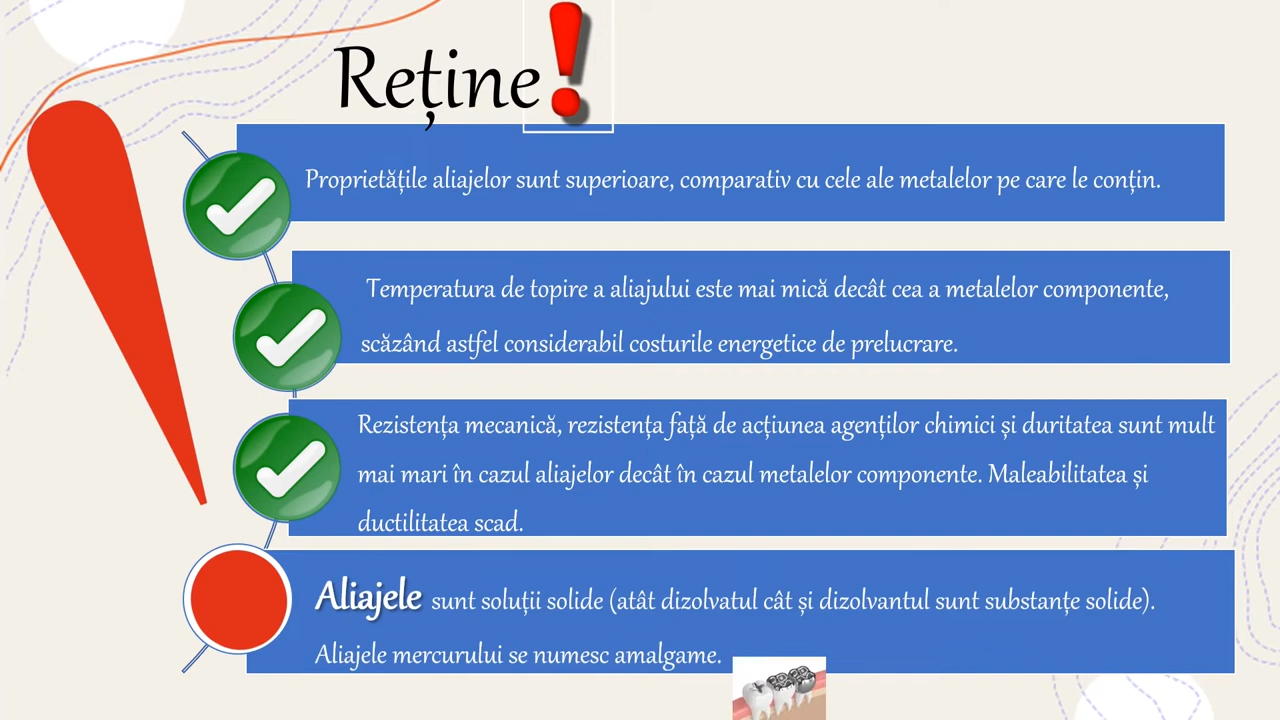 Reține!
Proprietățile aliajelor sunt superioare, comparativ cu cele ale metalelor pe care le conțin.
Temperatura de topire a aliajului este mai mică decât cea a metalelor componente,
scăzând astfel considerabil costurile energetice de prelucrare.
Rezistența mecanică, rezistența față de acțiunea agenților chimici și duritatea sunt mult
mai mari în cazul aliajelor decât în cazul metalelor componente. Maleabilitatea și
ductilitatea scad.
Aliajele sunt soluții solide (atât dizolvatul cât și dizolvantul sunt substanțe solide).
Aliajele mercurului se numesc amalgame.